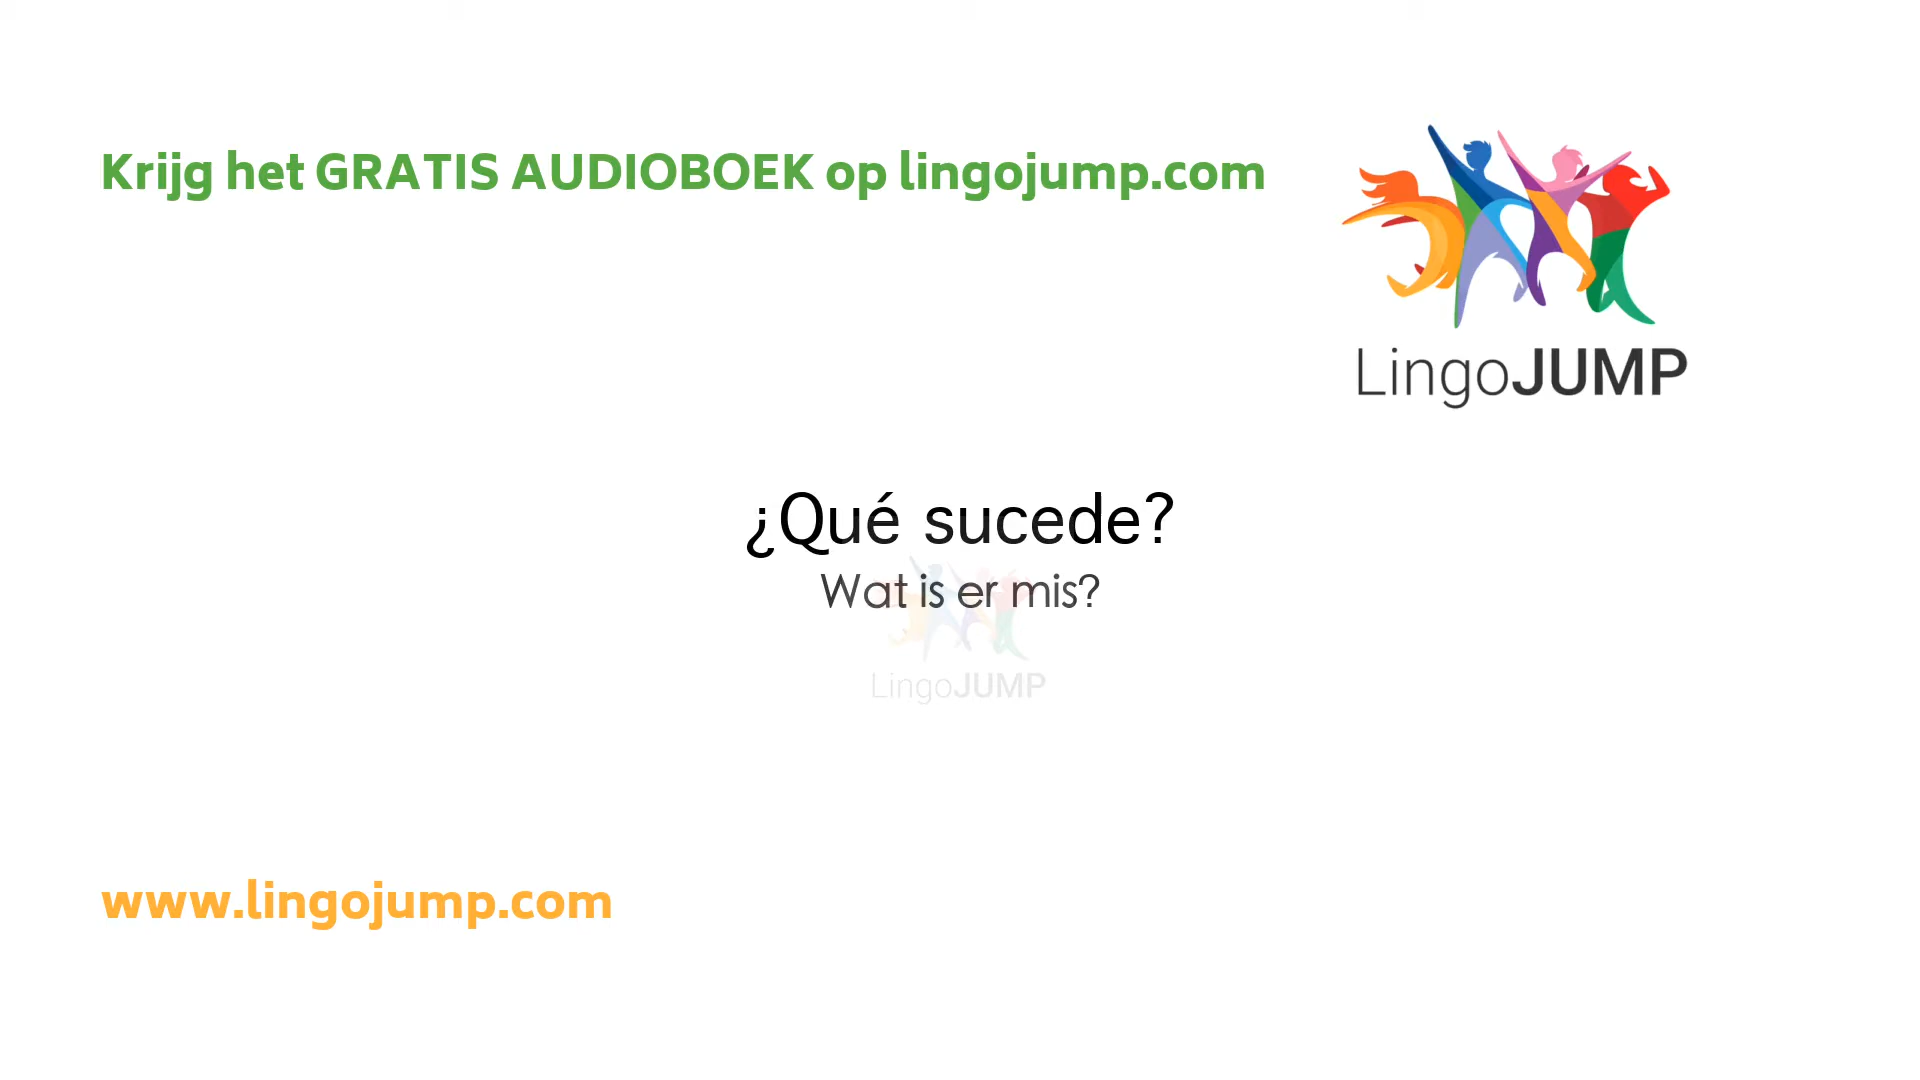 Krijg het GRATIS AUDIOBOEK op lingojump.com
LingoJUMP
¿Qué sucede?
Wat is er mis?
LingoJUMP
www.lingojump.com